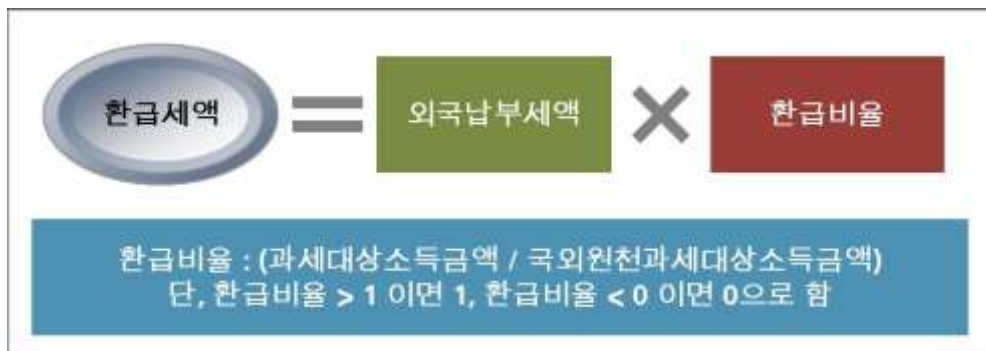 환급세액 = 외국납부세액 × 환급비율
환급비율 : (과세대상소득금액 / 국외원천과세대상소득금액)
단, 환급비율 > 1 이면 1, 환급비율 < 0 이면 0으로 함